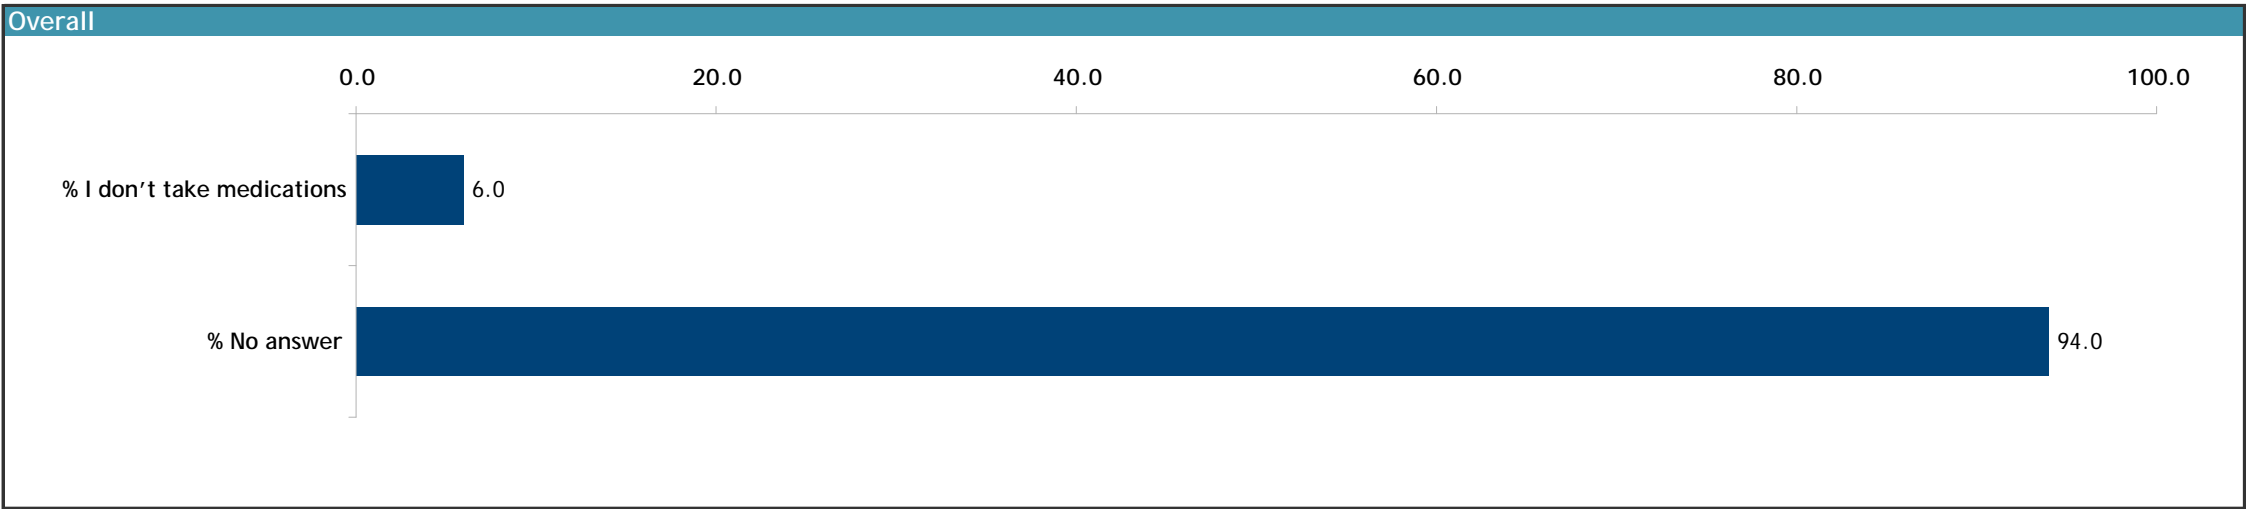 Overall
0.0 20.0 40.0 60.0 80.0 100.0
% I don't take medications 6.0
% No answer 94.0